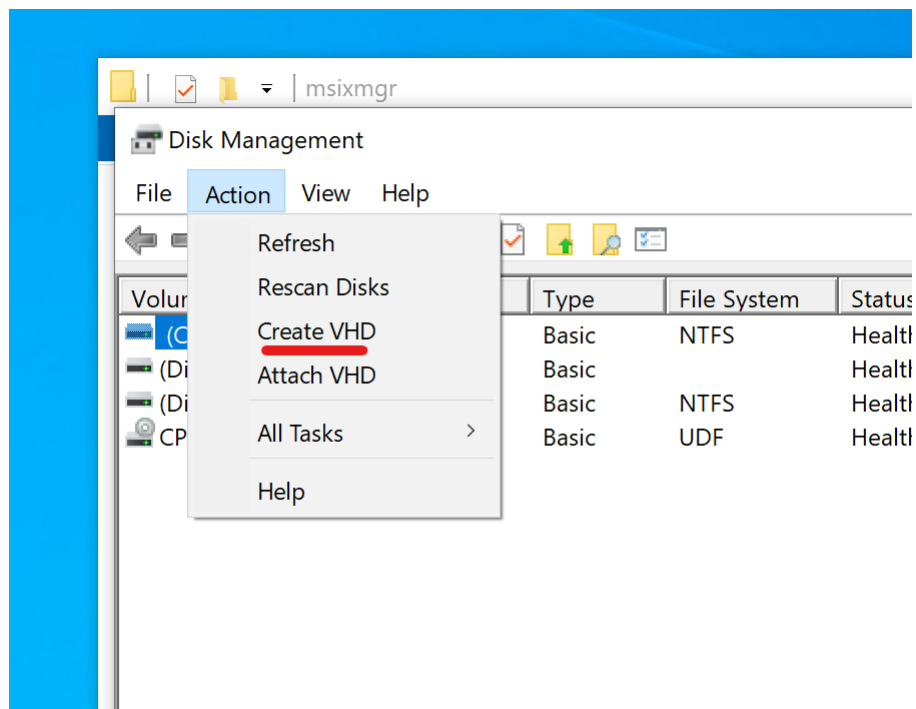 msixmgr
Disk Management
File Action View Help
Refresh
Rescan Disks
Create VHD
Attach VHD
All Tasks
Help
Type File System
Basic NTFS
Basic
Basic NTFS
Basic UDF